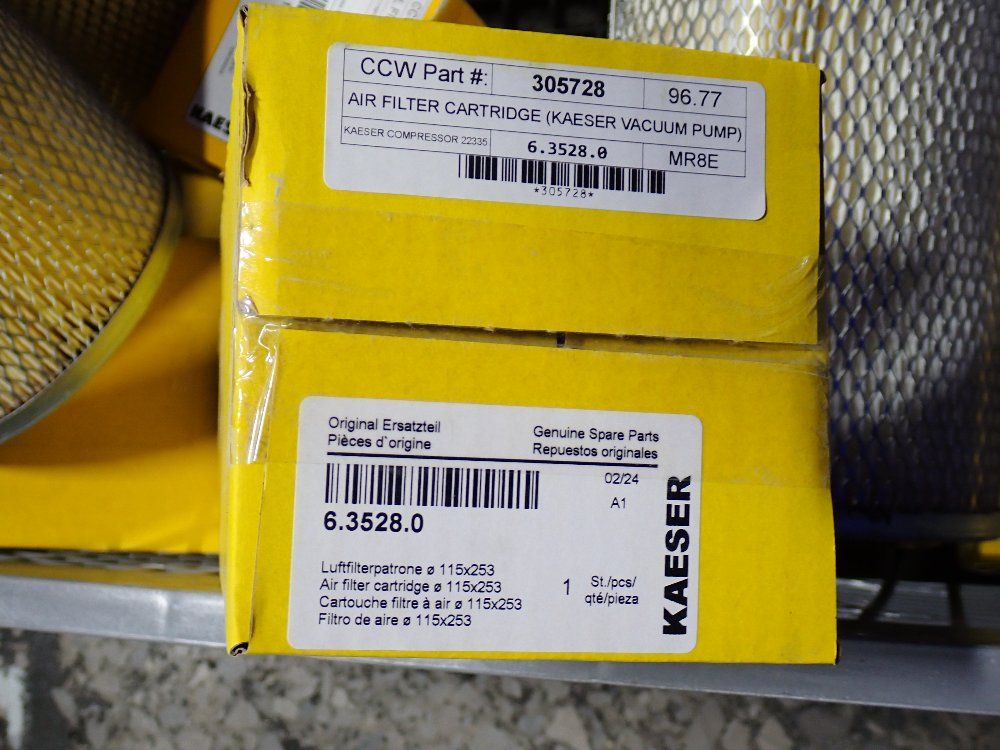 CCW Part #: 305728 96.77
AIR FILTER CARTRIDGE (KAESER VACUUM PUMP)
KAESER COMPRESSOR 22335 6.3528.0 MR8E
*305728*
KAESER
Original Ersatzteil
Pièces d`origine
Genuine Spare Parts
Repuestos originales
02/24
A1
6.3528.0
Luftfilterpatrone ø 115x253
Air filter cartridge ø 115x253
Cartouche filtre à air ø 115x253
Filtro de aire ø 115x253
1 St./pcs/
qté/pieza
KAESER